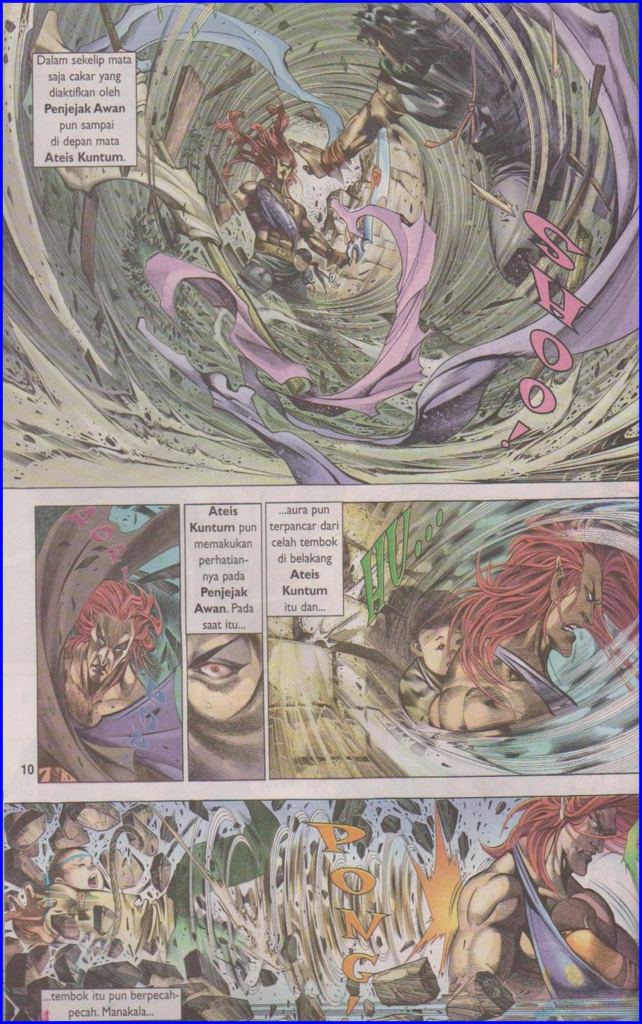 Dalam sekelip mata
saja cakar yang
diaktifkan oleh
Penjejak Awan
pun sampai
di depan mata
Ateis Kuntum.
SHOO!
Ateis
Kuntum pun
memakukan
perhatian-
nya pada
Penjejak
Awan. Pada
saat itu...
...aura pun
terpancar dari
celah tembok
di belakang
Ateis
Kuntum
itu dan...
HU...
10
PONG!
...tembok itu pun berpecah-
pecah. Manakala...